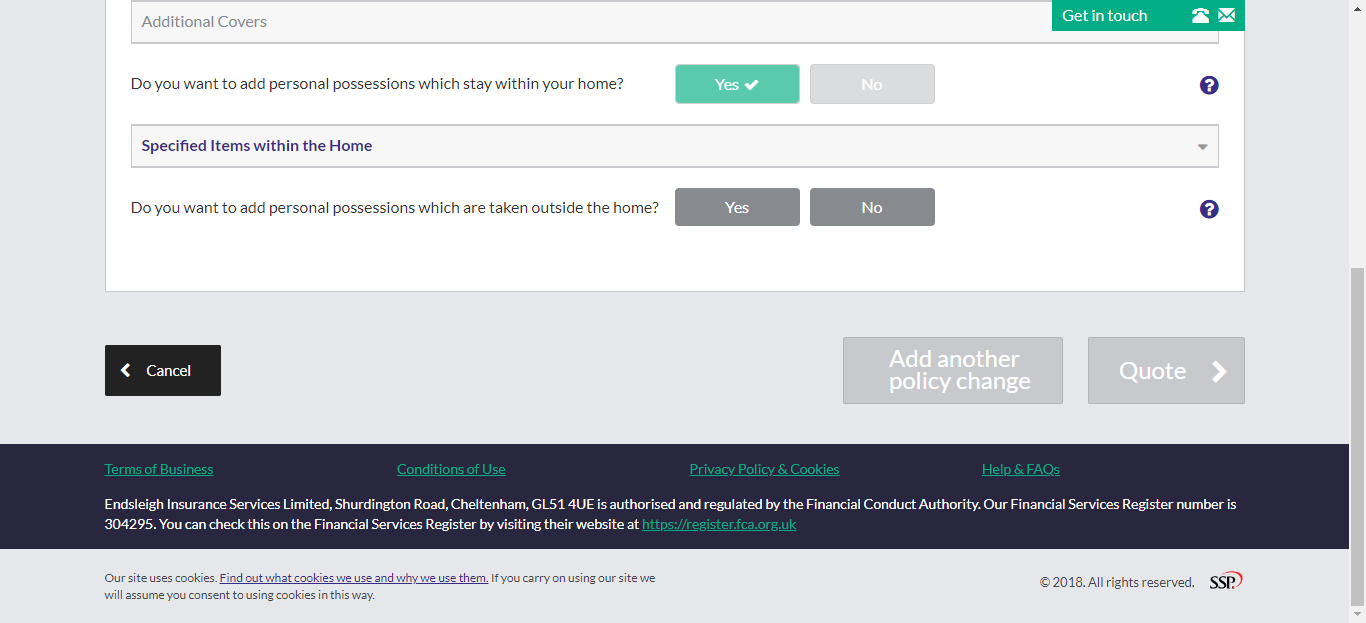 Additional Covers
Get in touch
Do you want to add personal possessions which stay within your home?
Yes
No
Specified Items within the Home
Do you want to add personal possessions which are taken outside the home?
Yes
No
Cancel
Add another
policy change
Quote
Terms of Business
Conditions of Use
Privacy Policy & Cookies
Help & FAQs
Endsleigh Insurance Services Limited, Shurdington Road, Cheltenham, GL51 4UE is authorised and regulated by the Financial Conduct Authority. Our Financial Services Register number is
304295. You can check this on the Financial Services Register by visiting their website at https://register.fca.org.uk
Our site uses cookies. Find out what cookies we use and why we use them. If you carry on using our site we
will assume you consent to using cookies in this way.
© 2018. All rights reserved.
SSP